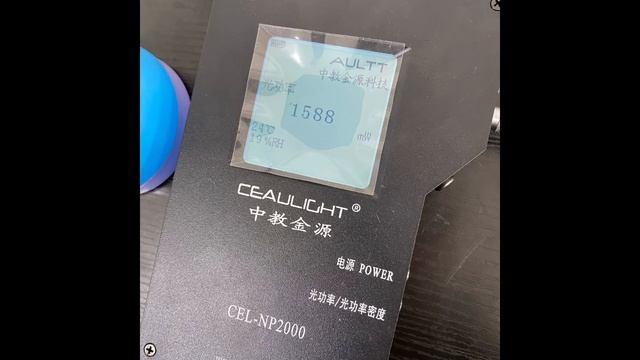 AULTT
中教金源科技
光功率
1588
mW
24℃
19%RH
CEAULIGHT®
中教金源
电源 POWER
光功率/光功率密度
CEL-NP2000